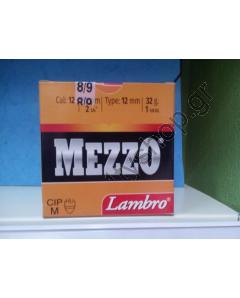 8/9
Cal: 12
Type: 12 mm
32 g.
MEZZO
Lambro®
CIP
M